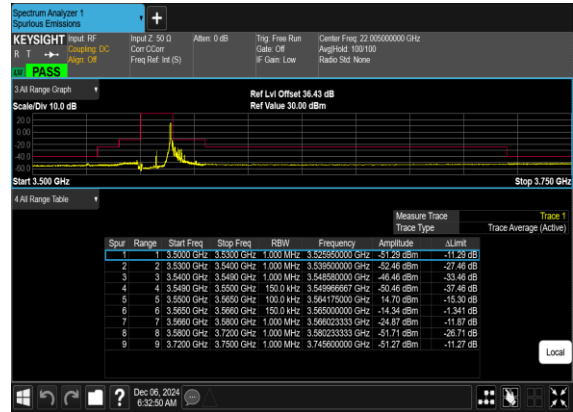 Spectrum Analyzer 1
Spurious Emissions
KEYSIGHT Input: RF
R T Coupling: DC
Align: Off
Input Z: 50 Ω
Corr CCorr
Freq Ref: Int (S)
Atten: 0 dB
Trig: Free Run
Gate: Off
IF Gain: Low
Center Freq: 22.005000000 GHz
Avg|Hold: 100/100
Radio Std: None
LXI PASS
3 All Range Graph
Scale/Div 10.0 dB
Ref Lvl Offset 36.43 dB
Ref Value 30.00 dBm
20.0
0.00
-20.0
-40.0
-60.0
Start 3.500 GHz
Stop 3.750 GHz
4 All Range Table
Measure Trace Trace 1
Trace Type Trace Average (Active)
Spur Range Start Freq Stop Freq RBW Frequency Amplitude ΔLimit
1 1 3.5000 GHz 3.5300 GHz 1.000 MHz 3.525950000 GHz -51.29 dBm -11.29 dB
2 2 3.5300 GHz 3.5400 GHz 1.000 MHz 3.539500000 GHz -52.46 dBm -27.46 dB
3 3 3.5400 GHz 3.5490 GHz 1.000 MHz 3.548580000 GHz -46.46 dBm -33.46 dB
4 4 3.5490 GHz 3.5500 GHz 150.0 kHz 3.549966667 GHz -50.46 dBm -37.46 dB
5 5 3.5500 GHz 3.5650 GHz 100.0 kHz 3.564175000 GHz 14.70 dBm -15.30 dB
6 6 3.5650 GHz 3.5660 GHz 150.0 kHz 3.565000000 GHz -14.34 dBm -1.341 dB
7 7 3.5660 GHz 3.5800 GHz 1.000 MHz 3.566023333 GHz -24.87 dBm -11.87 dB
8 8 3.5800 GHz 3.7200 GHz 1.000 MHz 3.580233333 GHz -51.71 dBm -26.71 dB
9 9 3.7200 GHz 3.7500 GHz 1.000 MHz 3.745600000 GHz -51.27 dBm -11.27 dB
Local
Dec 06, 2024
6:32:50 AM